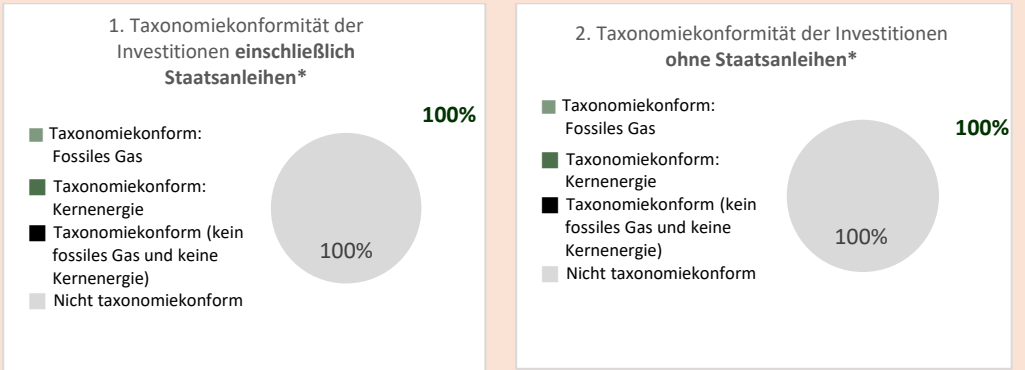 1. Taxonomiekonformität der
Investitionen einschließlich
Staatsanleihen*
100%
Taxonomiekonform:
Fossiles Gas
Taxonomiekonform:
Kernenergie
Taxonomiekonform (kein
fossiles Gas und keine
Kernenergie)
Nicht taxonomiekonform
100%
2. Taxonomiekonformität der Investitionen
ohne Staatsanleihen*
100%
Taxonomiekonform:
Fossiles Gas
Taxonomiekonform:
Kernenergie
Taxonomiekonform (kein
fossiles Gas und keine
Kernenergie)
Nicht taxonomiekonform
100%